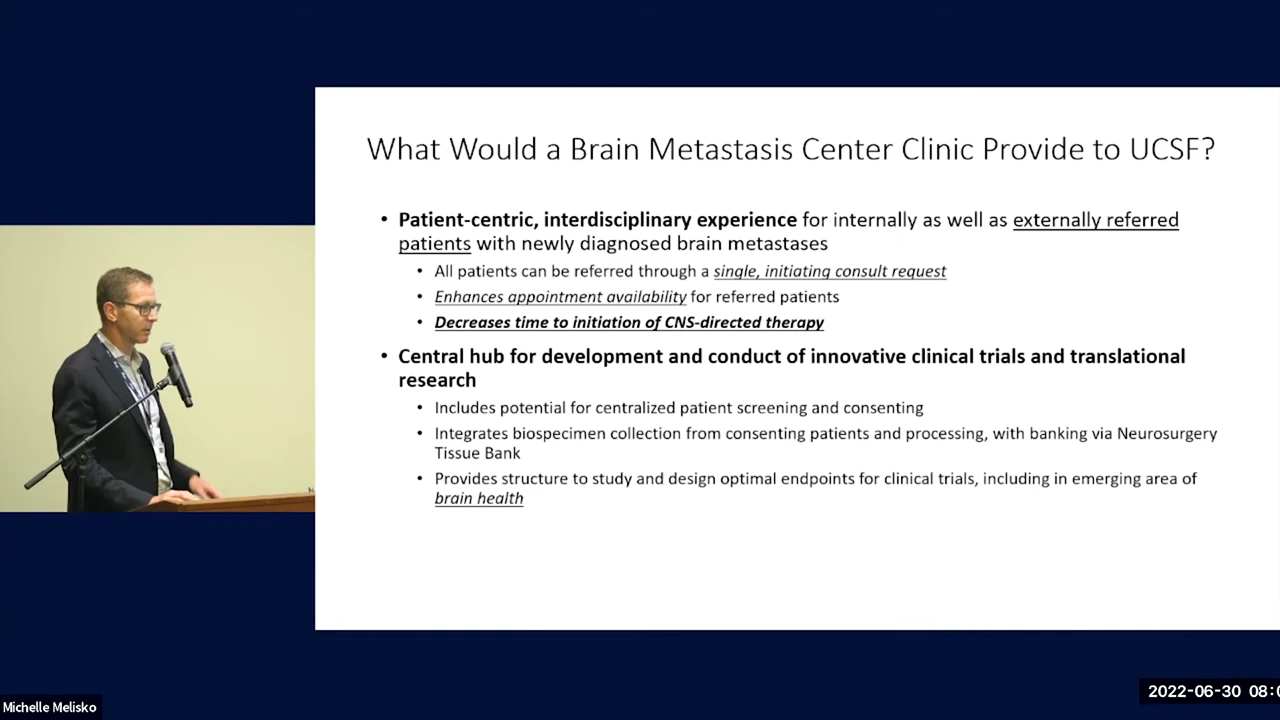 What Would a Brain Metastasis Center Clinic Provide to UCSF?
• Patient-centric, interdisciplinary experience for internally as well as externally referred
patients with newly diagnosed brain metastases
• All patients can be referred through a single, initiating consult request
• Enhances appointment availability for referred patients
• Decreases time to initiation of CNS-directed therapy
• Central hub for development and conduct of innovative clinical trials and translational
research
• Includes potential for centralized patient screening and consenting
• Integrates biospecimen collection from consenting patients and processing, with banking via Neurosurgery
Tissue Bank
• Provides structure to study and design optimal endpoints for clinical trials, including in emerging area of
brain health
Michelle Melisko
2022-06-30